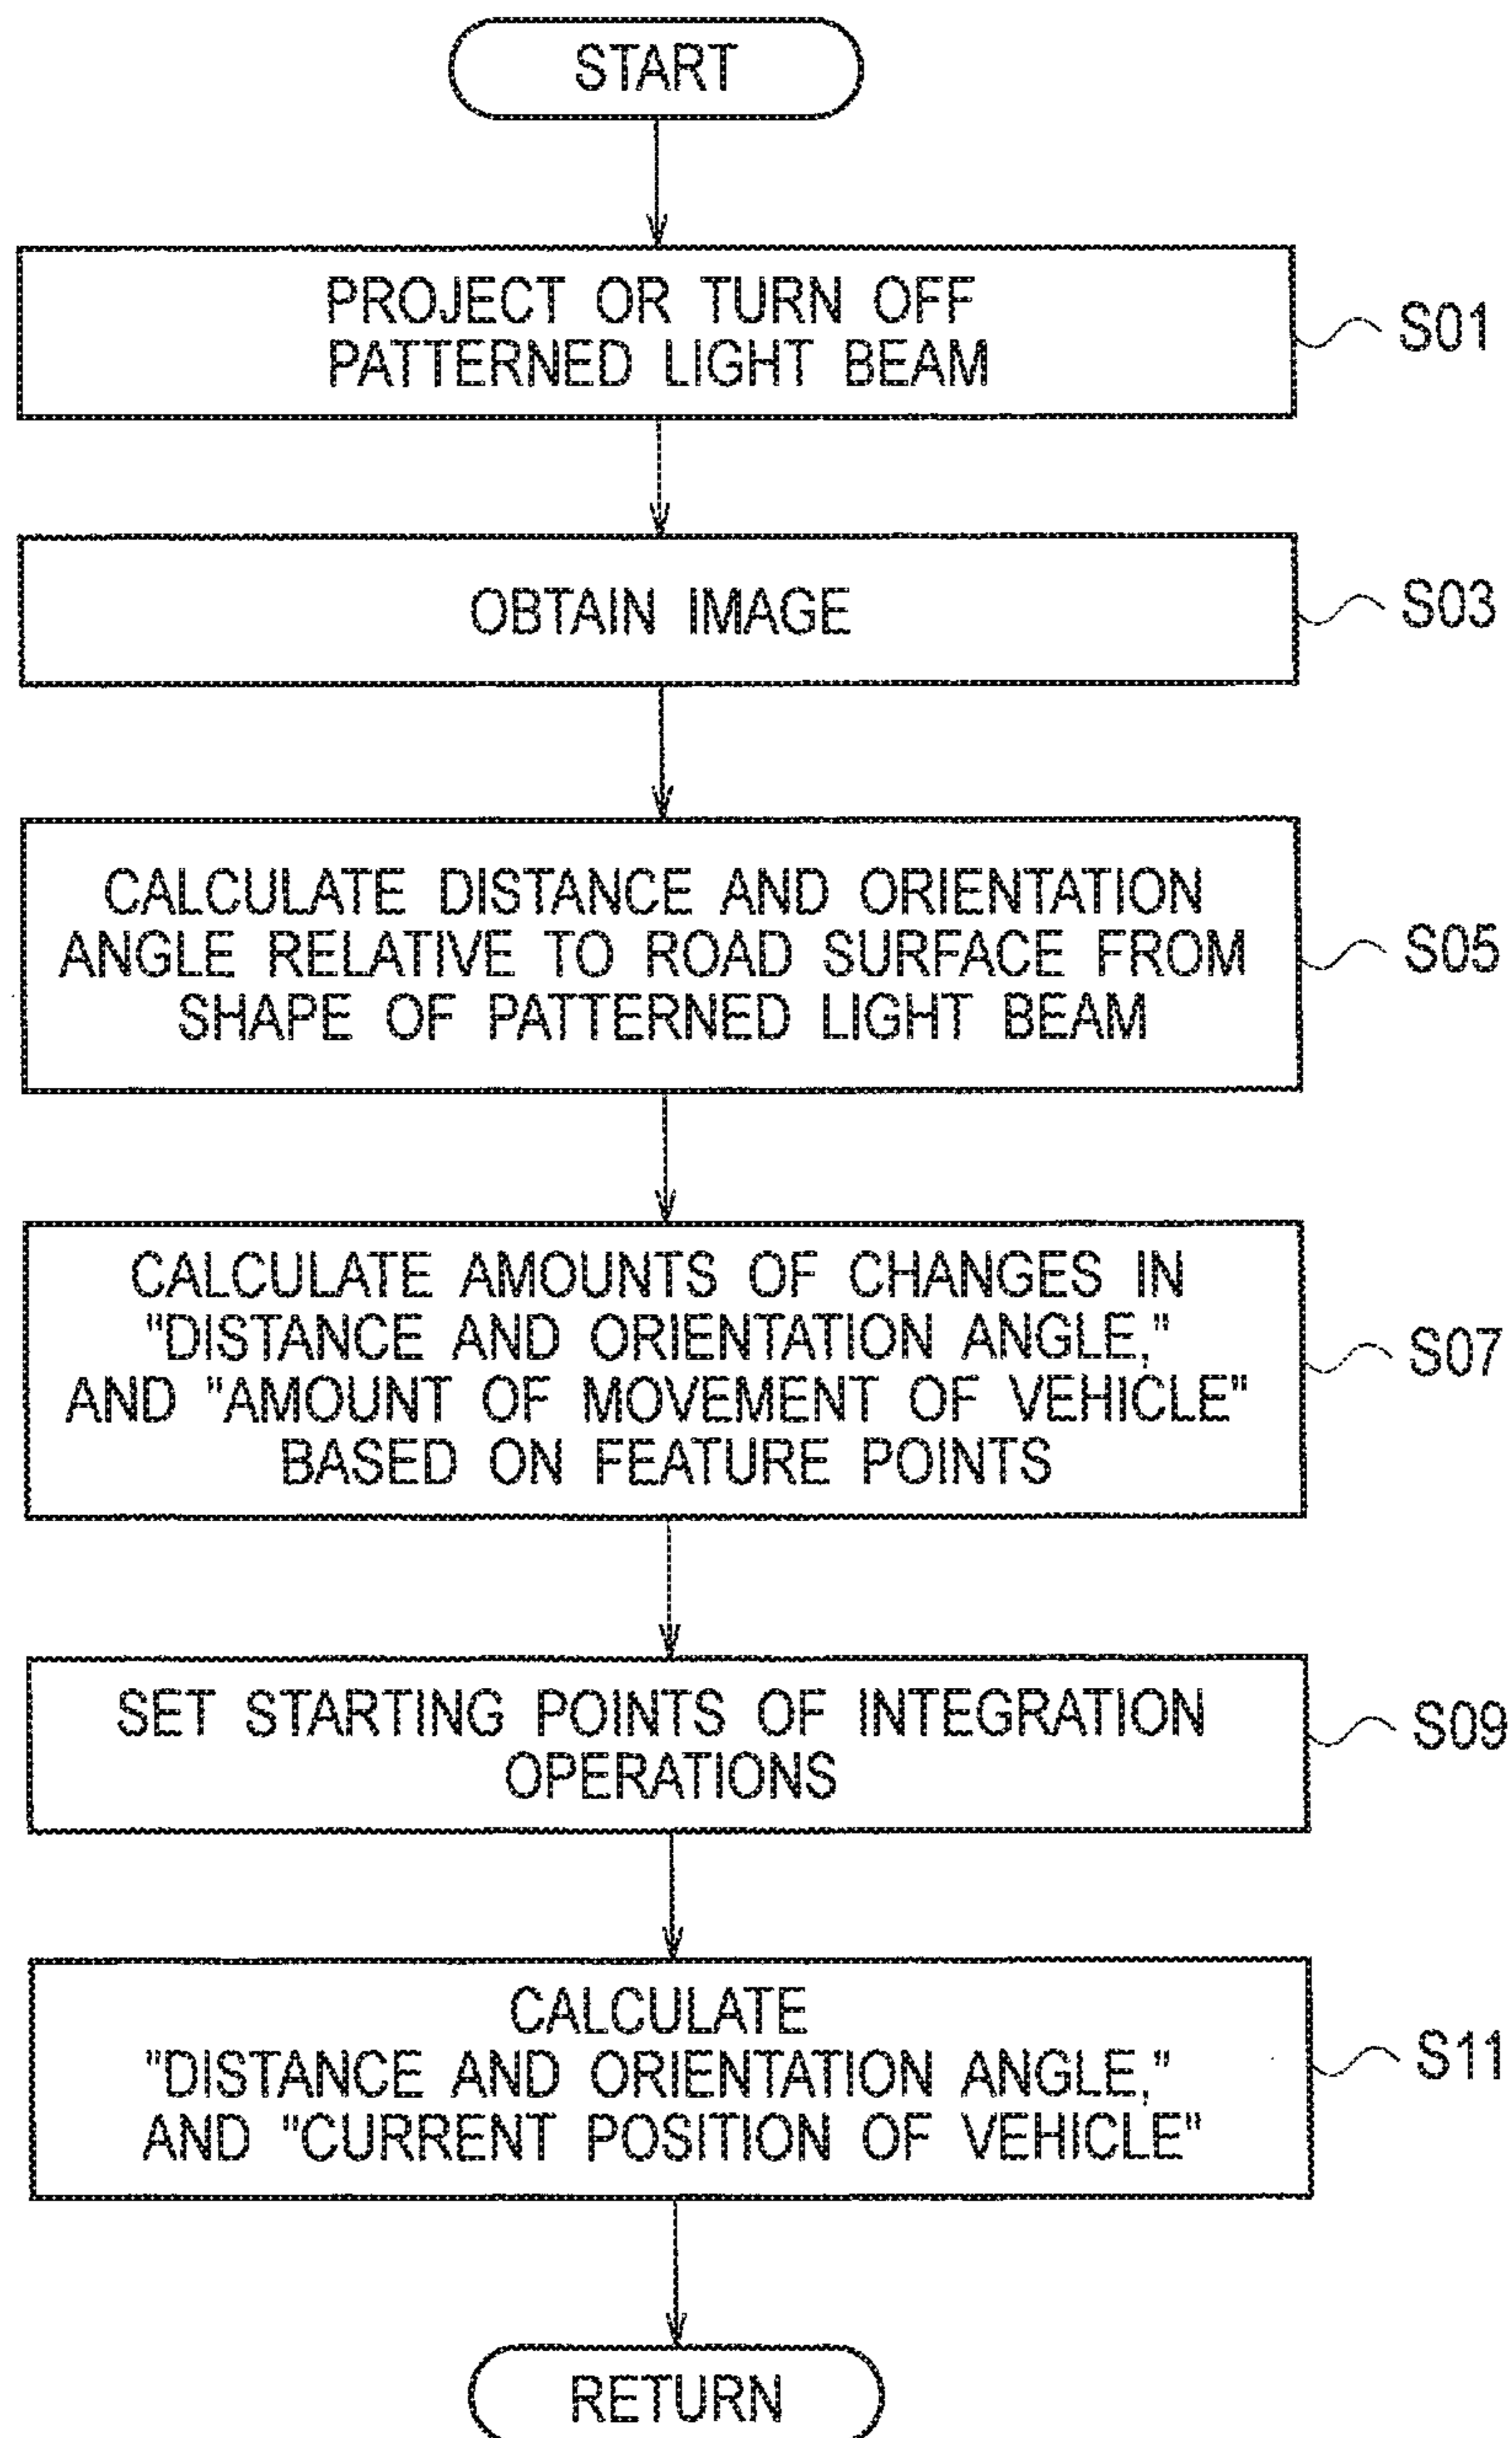 START
PROJECT OR TURN OFF
PATTERNED LIGHT BEAM
S01
OBTAIN IMAGE
S03
CALCULATE DISTANCE AND ORIENTATION
ANGLE RELATIVE TO ROAD SURFACE FROM
SHAPE OF PATTERNED LIGHT BEAM
S05
CALCULATE AMOUNTS OF CHANGES IN
"DISTANCE AND ORIENTATION ANGLE,"
AND "AMOUNT OF MOVEMENT OF VEHICLE"
BASED ON FEATURE POINTS
S07
SET STARTING POINTS OF INTEGRATION
OPERATIONS
S09
CALCULATE
"DISTANCE AND ORIENTATION ANGLE,"
AND "CURRENT POSITION OF VEHICLE"
S11
RETURN